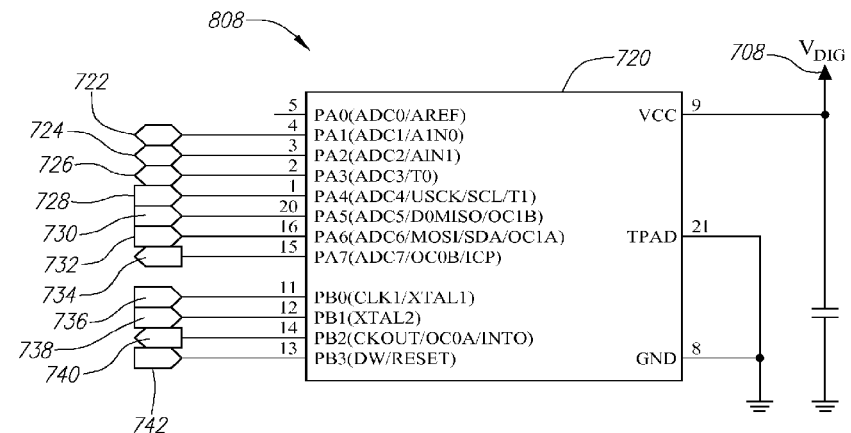 808
720
708
V_DIG
722
724
726
728
730
732
734
736
738
740
742
5 PA0(ADC0/AREF)
4 PA1(ADC1/A1N0)
3 PA2(ADC2/AIN1)
2 PA3(ADC3/T0)
1 PA4(ADC4/USCK/SCL/T1)
20 PA5(ADC5/D0MISO/OC1B)
16 PA6(ADC6/MOSI/SDA/OC1A)
15 PA7(ADC7/OC0B/ICP)
11 PB0(CLK1/XTAL1)
12 PB1(XTAL2)
14 PB2(CKOUT/OC0A/INTO)
13 PB3(DW/RESET)
VCC 9
TPAD 21
GND 8